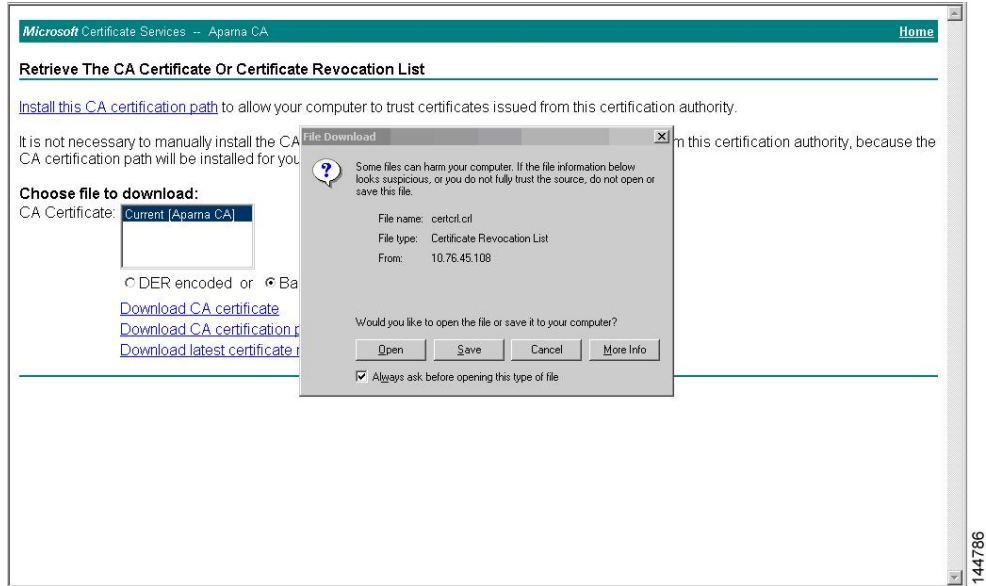 Microsoft Certificate Services -- Aparna CA Home
Retrieve The CA Certificate Or Certificate Revocation List
Install this CA certification path to allow your computer to trust certificates issued from this certification authority.
It is not necessary to manually install the CA
m this certification authority, because the
CA certification path will be installed for you
Choose file to download:
CA Certificate: Current [Aparna CA]
DER encoded or Ba
Download CA certificate
Download CA certification p
Download latest certificate r
File Download
Some files can harm your computer. If the file information below
looks suspicious, or you do not fully trust the source, do not open or
save this file.
File name: certcrl.crl
File type: Certificate Revocation List
From: 10.76.45.108
Would you like to open the file or save it to your computer?
Open Save Cancel More Info
Always ask before opening this type of file
144786